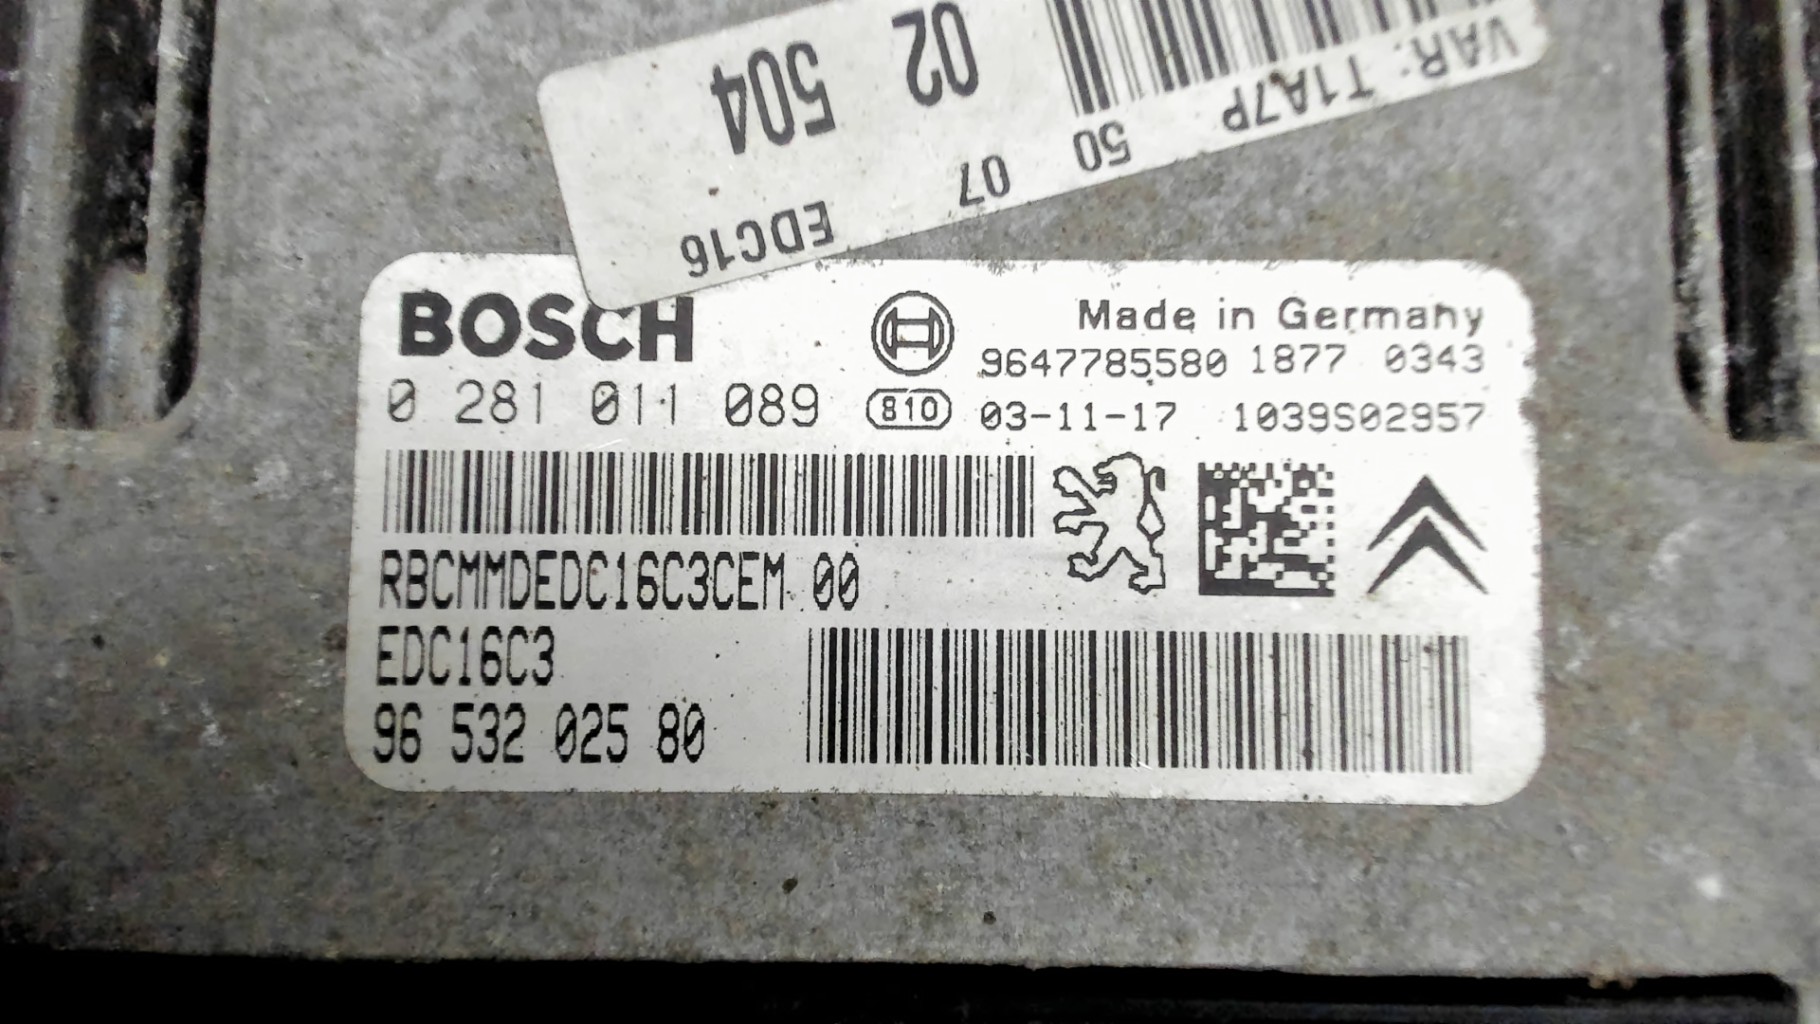 02 504
VAR: T1A7P 50 07 EDC16
BOSCH
Made in Germany
9647785580 1877 0343
0 281 011 089 810 03-11-17 1039S02957
RBCMMDEDC16C3CEM 00
EDC16C3
96 532 025 80